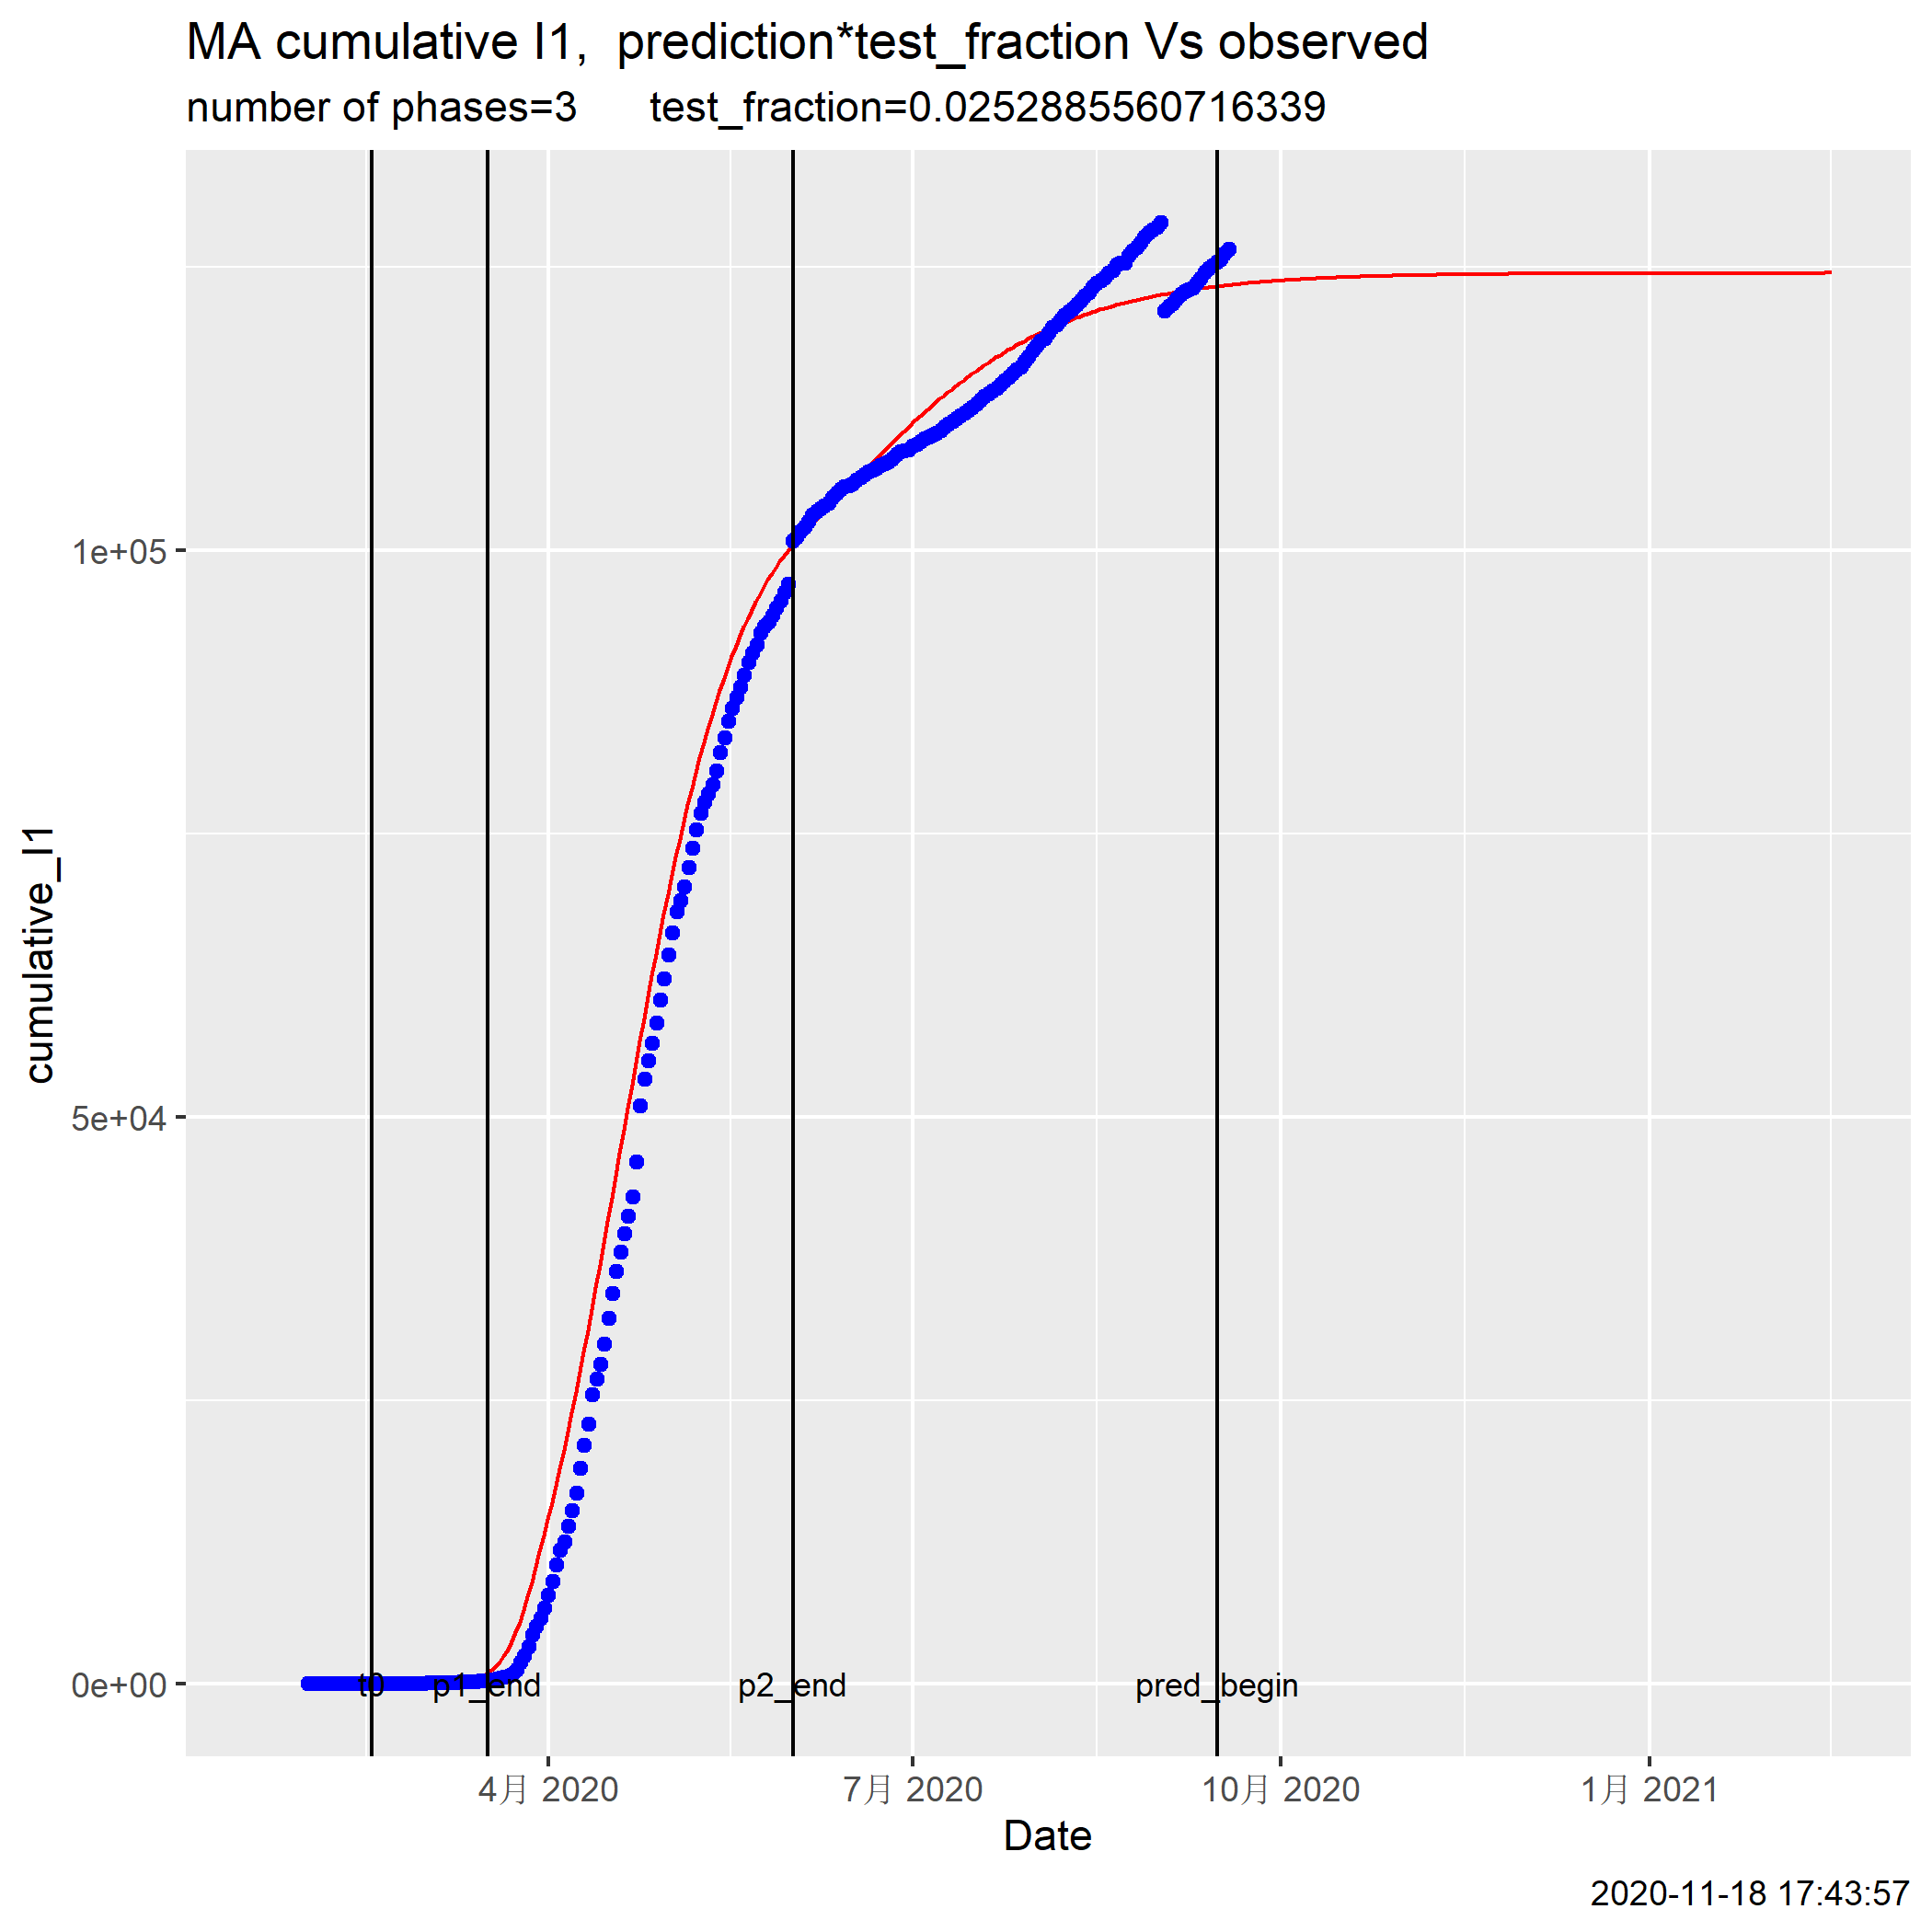 MA cumulative I1,  prediction*test_fraction Vs observed
number of phases=3      test_fraction=0.0252885560716339
cumulative_I1
1e+05
5e+04
0e+00
t0
p1_end
p2_end
pred_begin
4月 2020
7月 2020
10月 2020
1月 2021
Date
2020-11-18 17:43:57